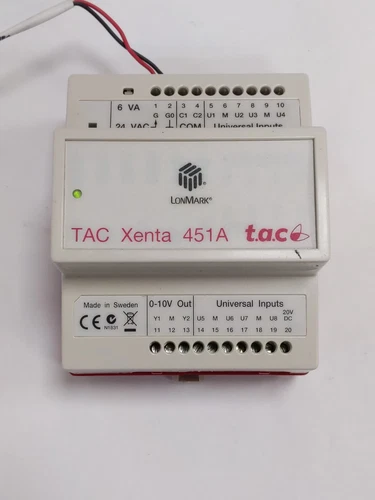 6 VA 1 2 3 4 5 6 7 8 9 10
G G0 C1 C2 U1 M U2 U3 M U4
24 VAC COM Universal Inputs
LONMARK®
TAC Xenta 451A t.a.c
Made in Sweden 0-10V Out Universal Inputs
CE N1831 Y1 M Y2 U5 M U6 U7 M U8 20V DC
11 12 13 14 15 16 17 18 19 20